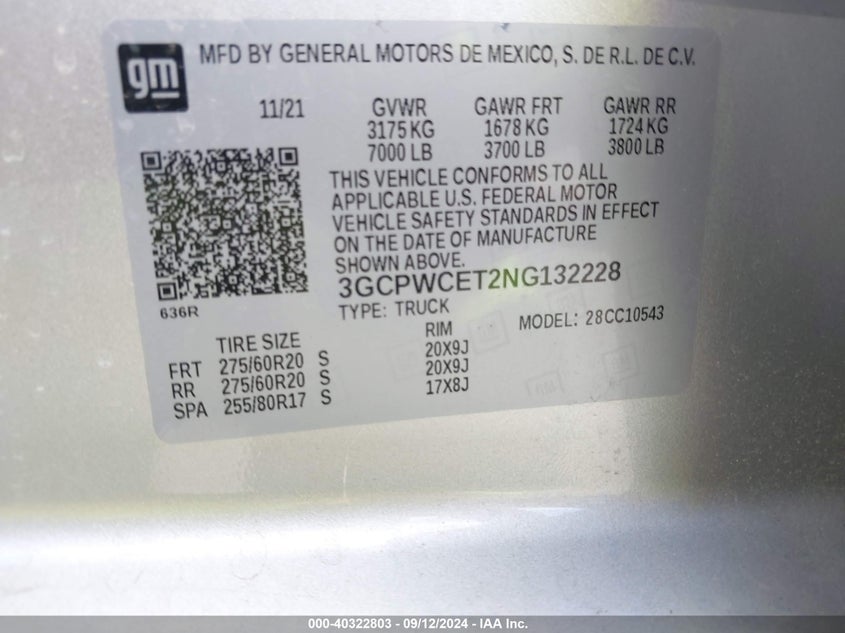 gm
MFD BY GENERAL MOTORS DE MEXICO, S. DE R.L. DE C.V.
11/21 GVWR GAWR FRT GAWR RR
3175 KG 1678 KG 1724 KG
7000 LB 3700 LB 3800 LB
THIS VEHICLE CONFORMS TO ALL
APPLICABLE U.S. FEDERAL MOTOR
VEHICLE SAFETY STANDARDS IN EFFECT
ON THE DATE OF MANUFACTURE
SHOWN ABOVE.
3GCPWCET2NG132228
636R
TYPE: TRUCK
MODEL: 28CC10543
TIRE SIZE RIM
FRT 275/60R20 S 20X9J
RR 275/60R20 S 20X9J
SPA 255/80R17 S 17X8J
000-40322803 - 09/12/2024 - IAA Inc.